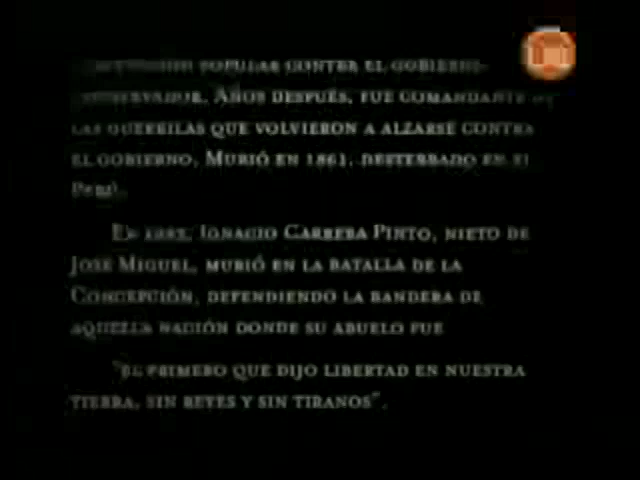 POPULAR CONTRA EL GOBIERNO
CONSERVADOR. AÑOS DESPUÉS, FUE COMANDANTE DE
LAS GUERRILAS QUE VOLVIERON A ALZARSE CONTRA
EL GOBIERNO. MURIÓ EN 1861, DESTERRADO EN EL
PERÚ.
EN 1882, IGNACIO CARRERA PINTO, NIETO DE
JOSÉ MIGUEL, MURIÓ EN LA BATALLA DE LA
CONCEPCIÓN, DEFENDIENDO LA BANDERA DE
AQUELLA NACIÓN DONDE SU ABUELO FUE
"EL PRIMERO QUE DIJO LIBERTAD EN NUESTRA
TIERRA, SIN REYES Y SIN TIRANOS".